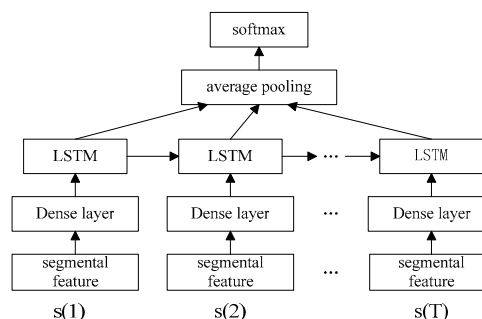 softmax
average pooling
LSTM LSTM ... LSTM
Dense layer Dense layer ... Dense layer
segmental segmental ... segmental
feature feature feature
s(1) s(2) s(T)